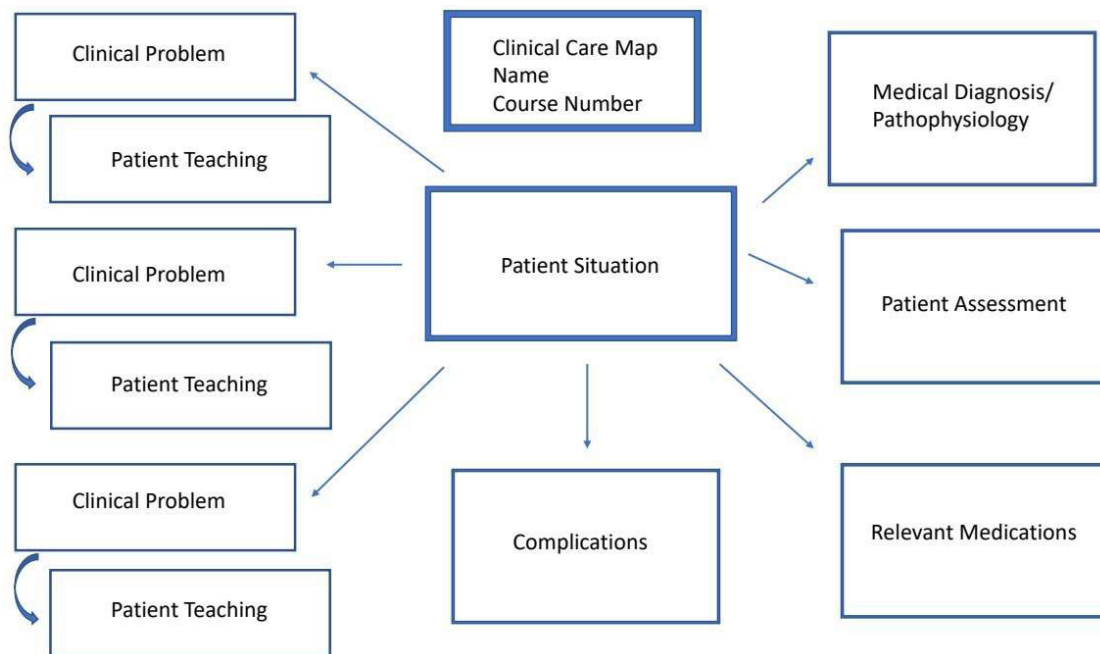 Clinical Care Map
Name
Course Number
Clinical Problem
Patient Teaching
Clinical Problem
Patient Teaching
Clinical Problem
Patient Teaching
Patient Situation
Complications
Medical Diagnosis/
Pathophysiology
Patient Assessment
Relevant Medications